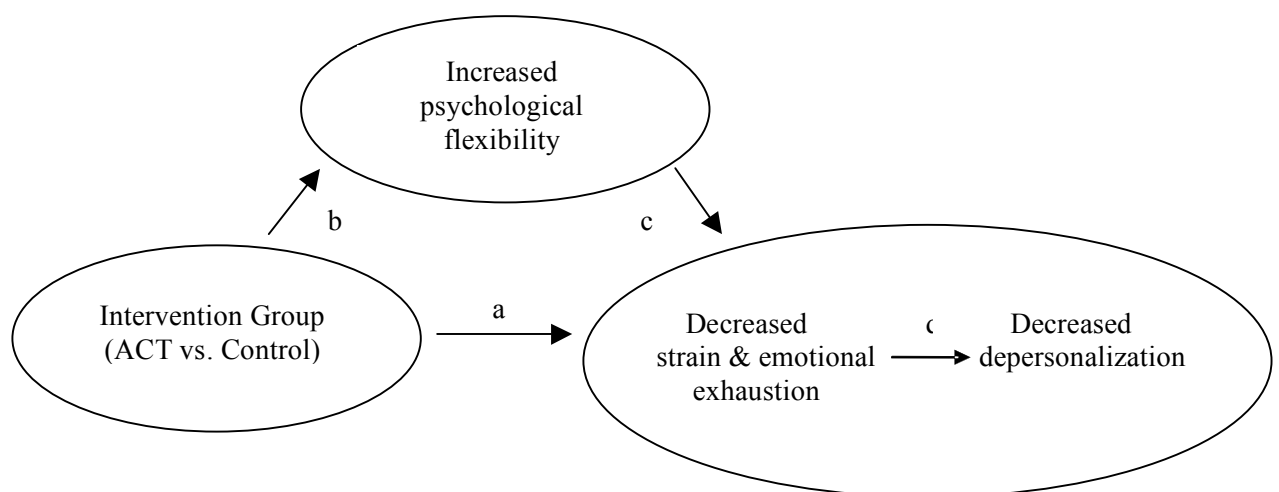 Increased
psychological
flexibility
b
c
Intervention Group
(ACT vs. Control)
a
Decreased
strain & emotional
exhaustion
Decreased
depersonalization